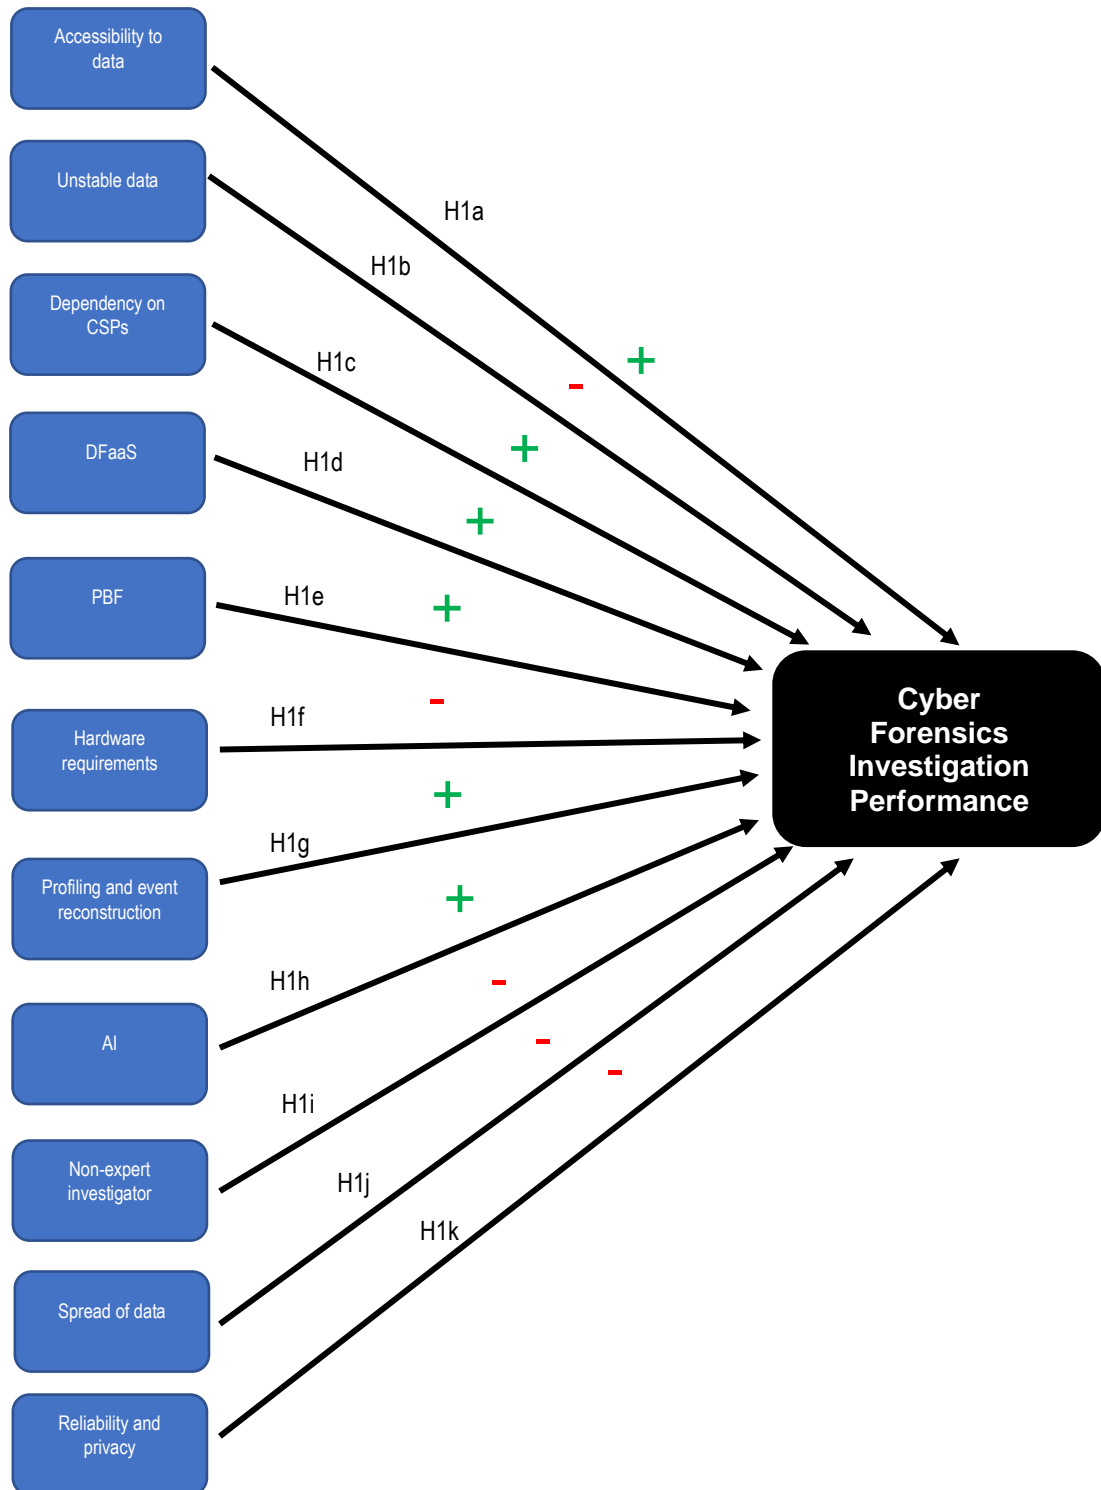 Accessibility to
data
Unstable data
Dependency on
CSPs
DFaaS
PBF
Hardware
requirements
Profiling and event
reconstruction
AI
Non-expert
investigator
Spread of data
Reliability and
privacy
H1a
H1b
H1c
H1d
H1e
H1f
H1g
H1h
H1i
H1j
H1k
+
-
+
+
+
-
+
+
-
-
-
Cyber
Forensics
Investigation
Performance